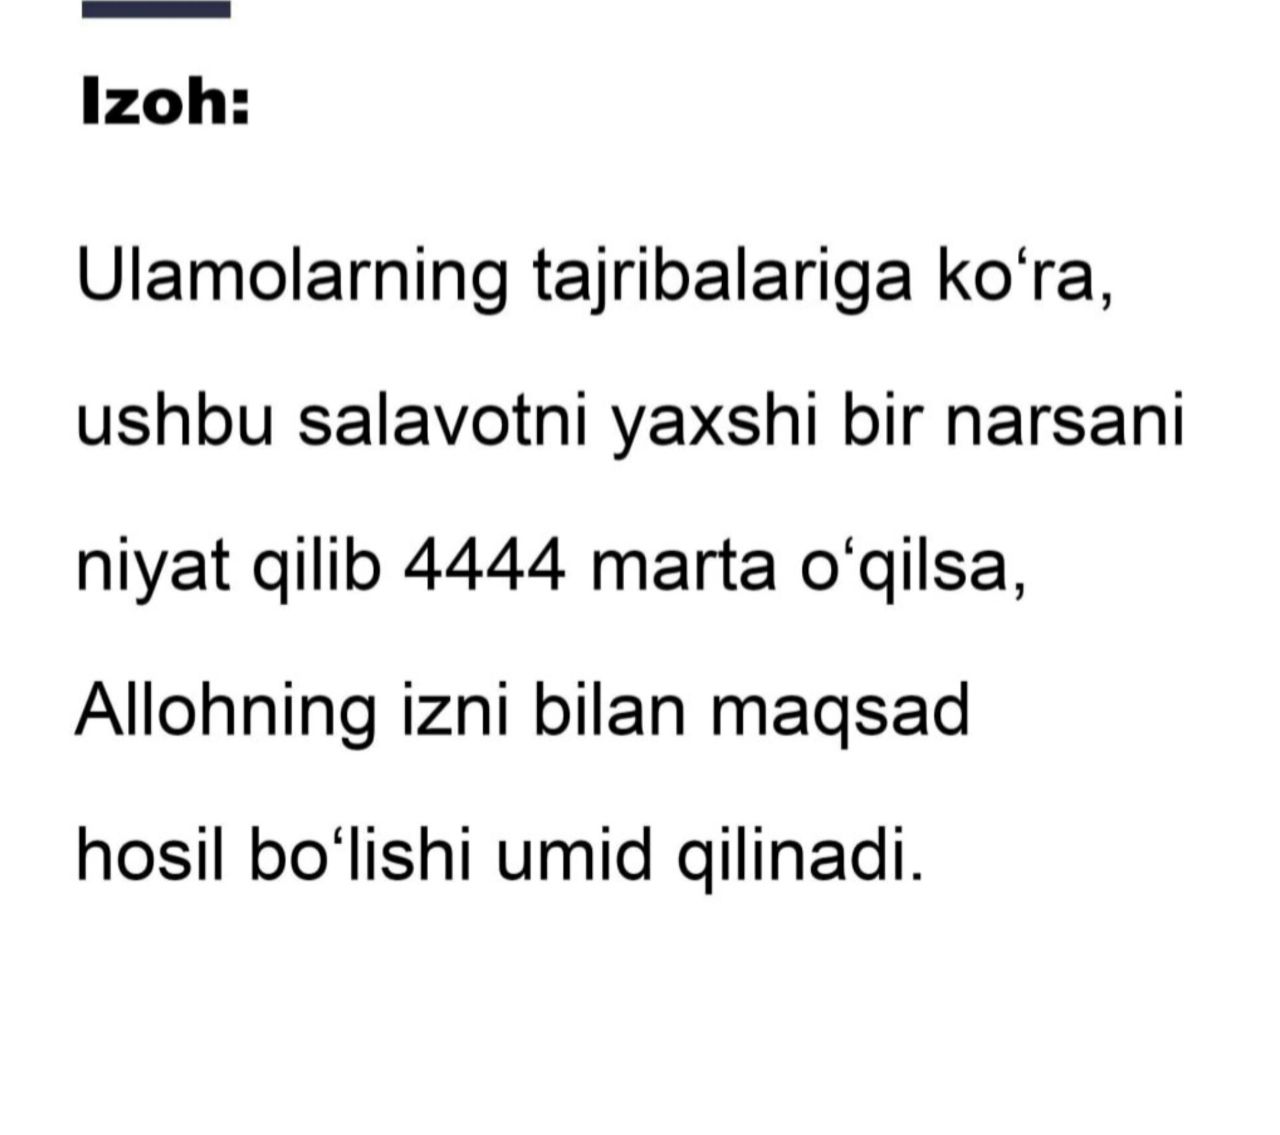 Izoh:
Ulamolarning tajribalariga ko‘ra,
ushbu salavotni yaxshi bir narsani
niyat qilib 4444 marta o‘qilsa,
Allohning izni bilan maqsad
hosil bo‘lishi umid qilinadi.